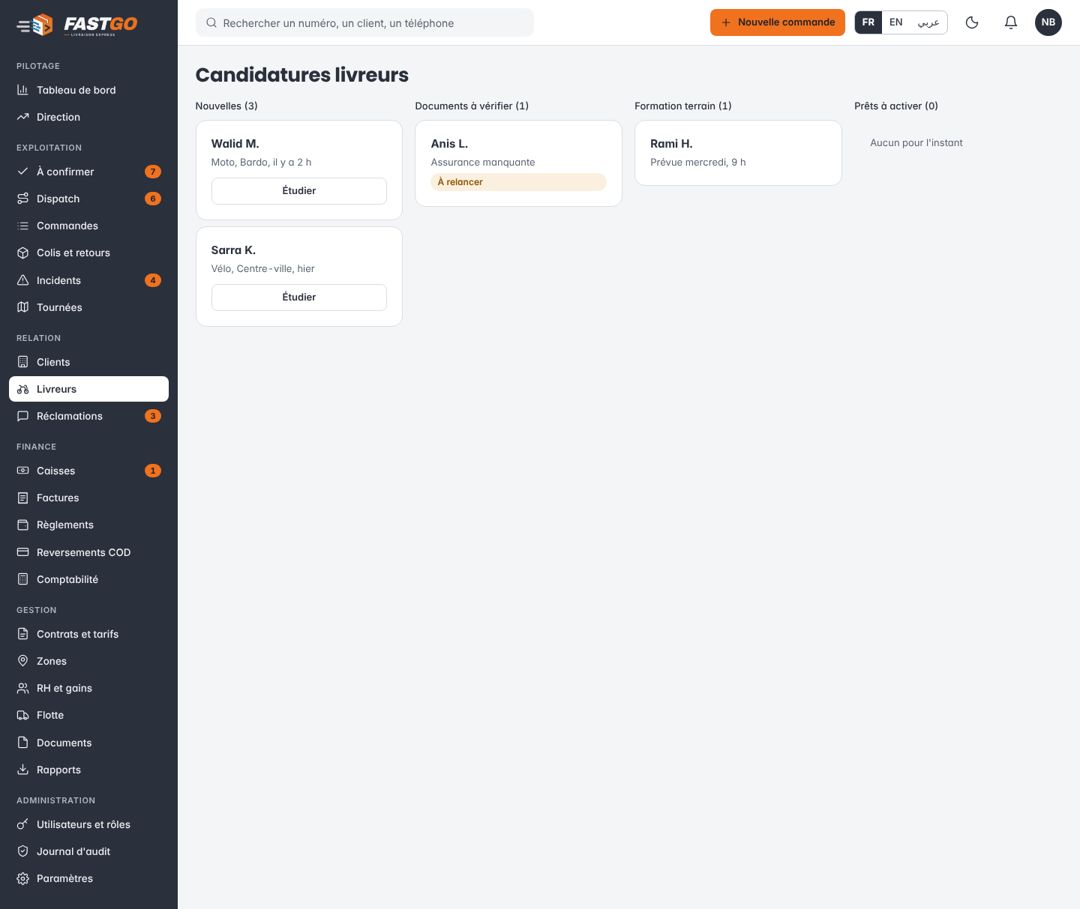 FASTGO
LIVRAISON EXPRESS
Rechercher un numéro, un client, un téléphone
Nouvelle commande
FR EN عربي
NB
PILOTAGE
Tableau de bord
Direction
EXPLOITATION
À confirmer 7
Dispatch 6
Commandes
Colis et retours
Incidents 4
Tournées
RELATION
Clients
Livreurs
Réclamations 3
FINANCE
Caisses 1
Factures
Règlements
Reversements COD
Comptabilité
GESTION
Contrats et tarifs
Zones
RH et gains
Flotte
Documents
Rapports
ADMINISTRATION
Utilisateurs et rôles
Journal d'audit
Paramètres
Candidatures livreurs
Nouvelles (3)
Walid M.
Moto, Bardo, il y a 2 h
Étudier
Sarra K.
Vélo, Centre-ville, hier
Étudier
Documents à vérifier (1)
Anis L.
Assurance manquante
À relancer
Formation terrain (1)
Rami H.
Prévue mercredi, 9 h
Prêts à activer (0)
Aucun pour l'instant